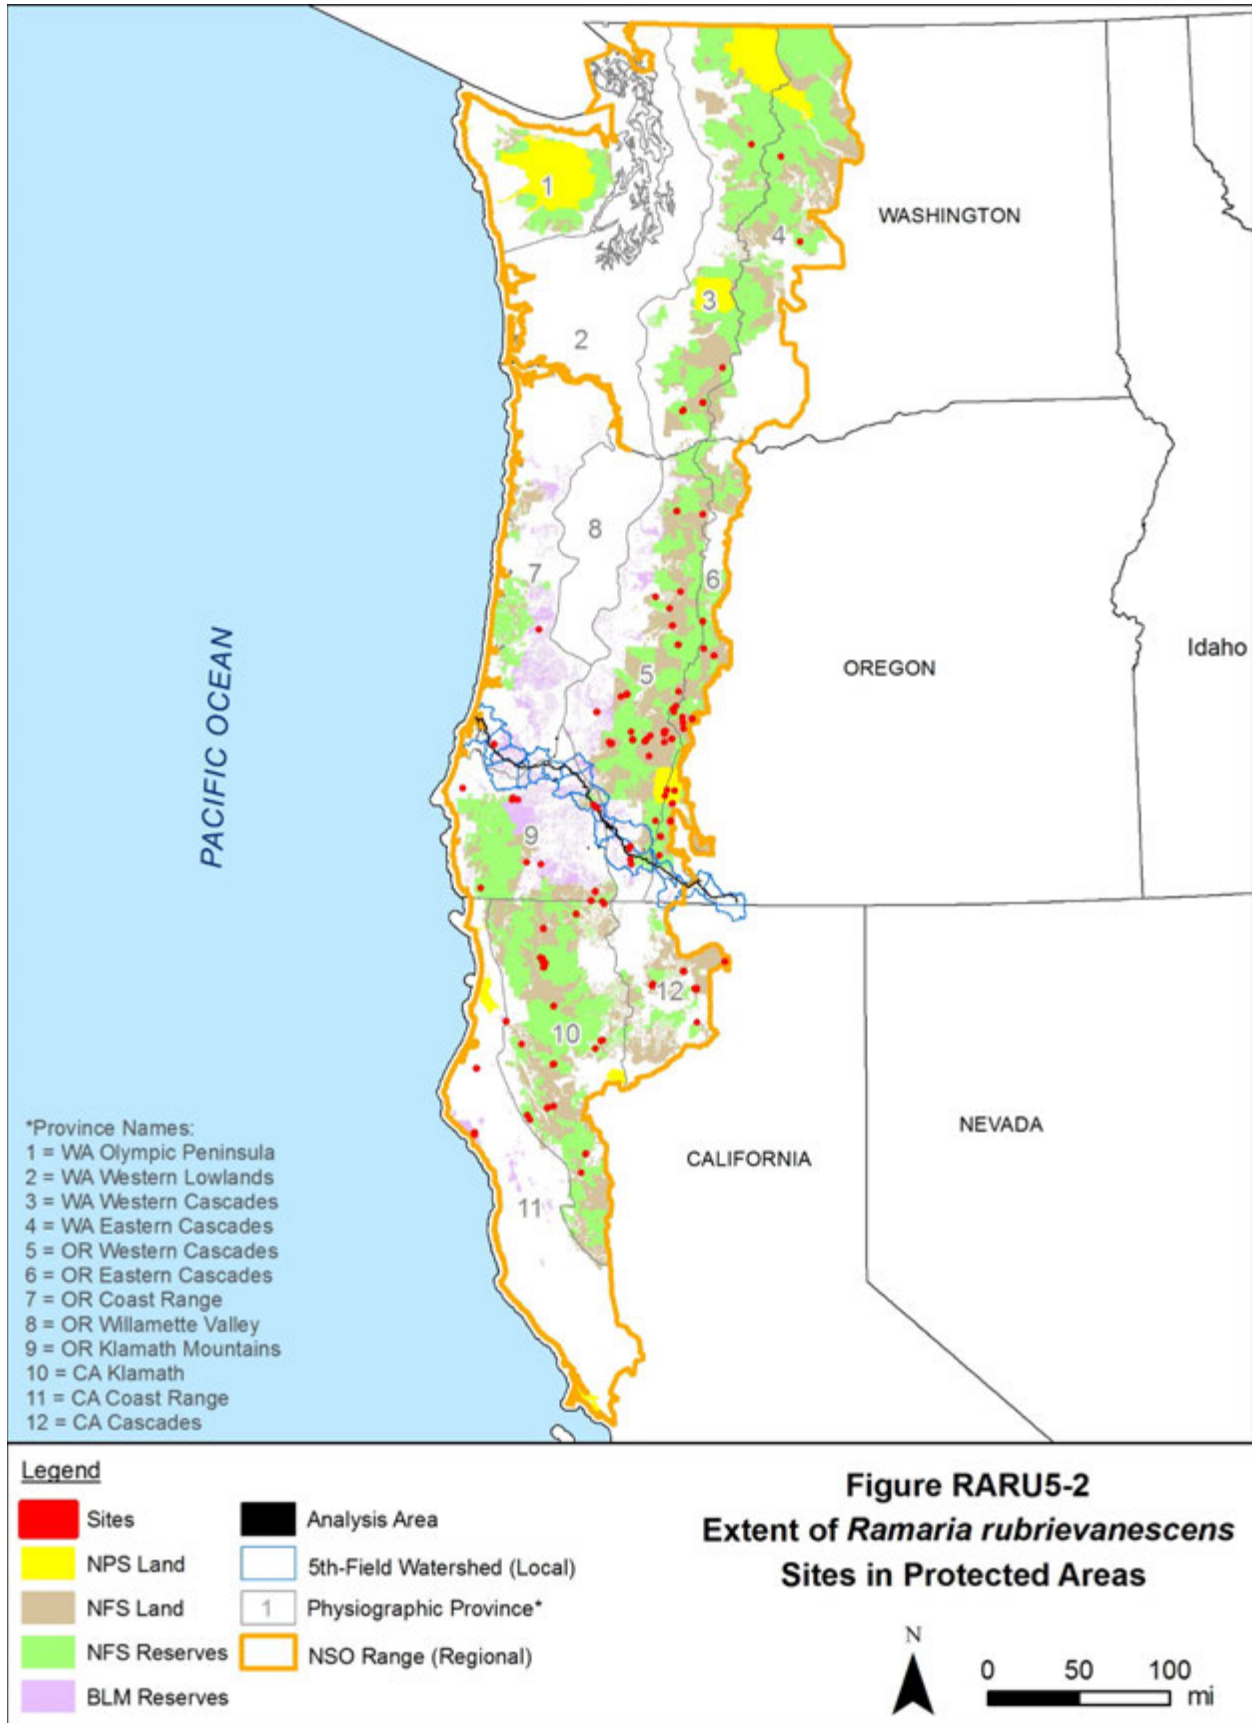 WASHINGTON
1
4
3
2
8
7
6
PACIFIC OCEAN
5
OREGON
Idaho
9
12
10
11
NEVADA
CALIFORNIA
*Province Names:
1 = WA Olympic Peninsula
2 = WA Western Lowlands
3 = WA Western Cascades
4 = WA Eastern Cascades
5 = OR Western Cascades
6 = OR Eastern Cascades
7 = OR Coast Range
8 = OR Willamette Valley
9 = OR Klamath Mountains
10 = CA Klamath
11 = CA Coast Range
12 = CA Cascades
Legend
Sites
NPS Land
NFS Land
NFS Reserves
BLM Reserves
Analysis Area
5th-Field Watershed (Local)
1 Physiographic Province*
NSO Range (Regional)
Figure RARU5-2
Extent of Ramaria rubrievanescens
Sites in Protected Areas
N
0 50 100
mi